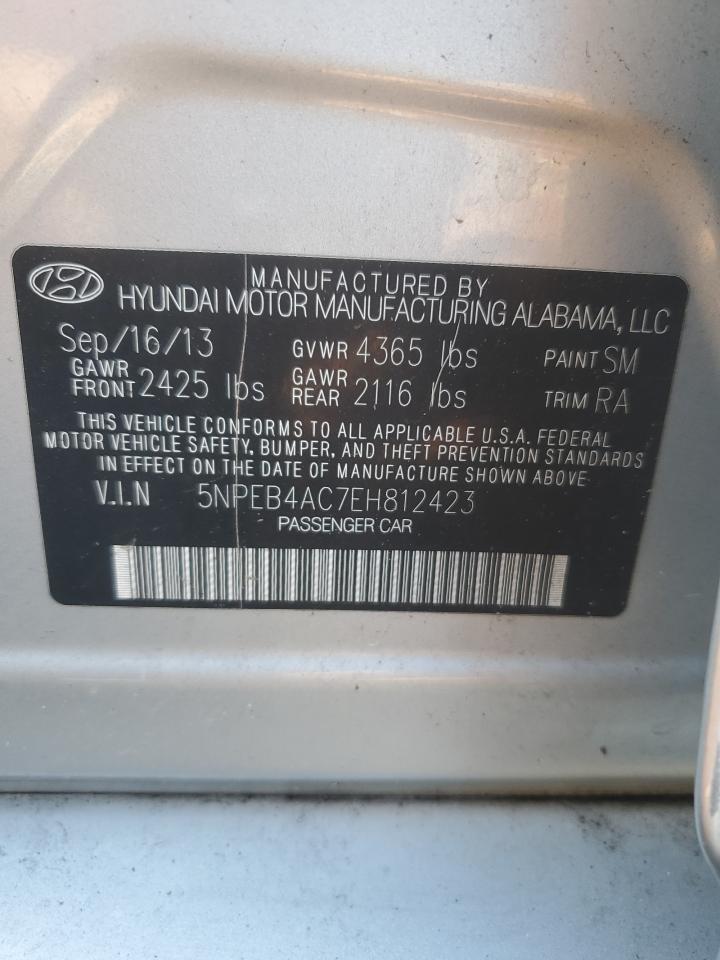 MANUFACTURED BY
HYUNDAI MOTOR MANUFACTURING ALABAMA, LLC
Sep/16/13 GVWR 4365 lbs PAINT SM
GAWR FRONT 2425 lbs GAWR REAR 2116 lbs TRIM RA
THIS VEHICLE CONFORMS TO ALL APPLICABLE U.S.A. FEDERAL
MOTOR VEHICLE SAFETY, BUMPER, AND THEFT PREVENTION STANDARDS
IN EFFECT ON THE DATE OF MANUFACTURE SHOWN ABOVE.
V.I.N 5NPEB4AC7EH812423
PASSENGER CAR